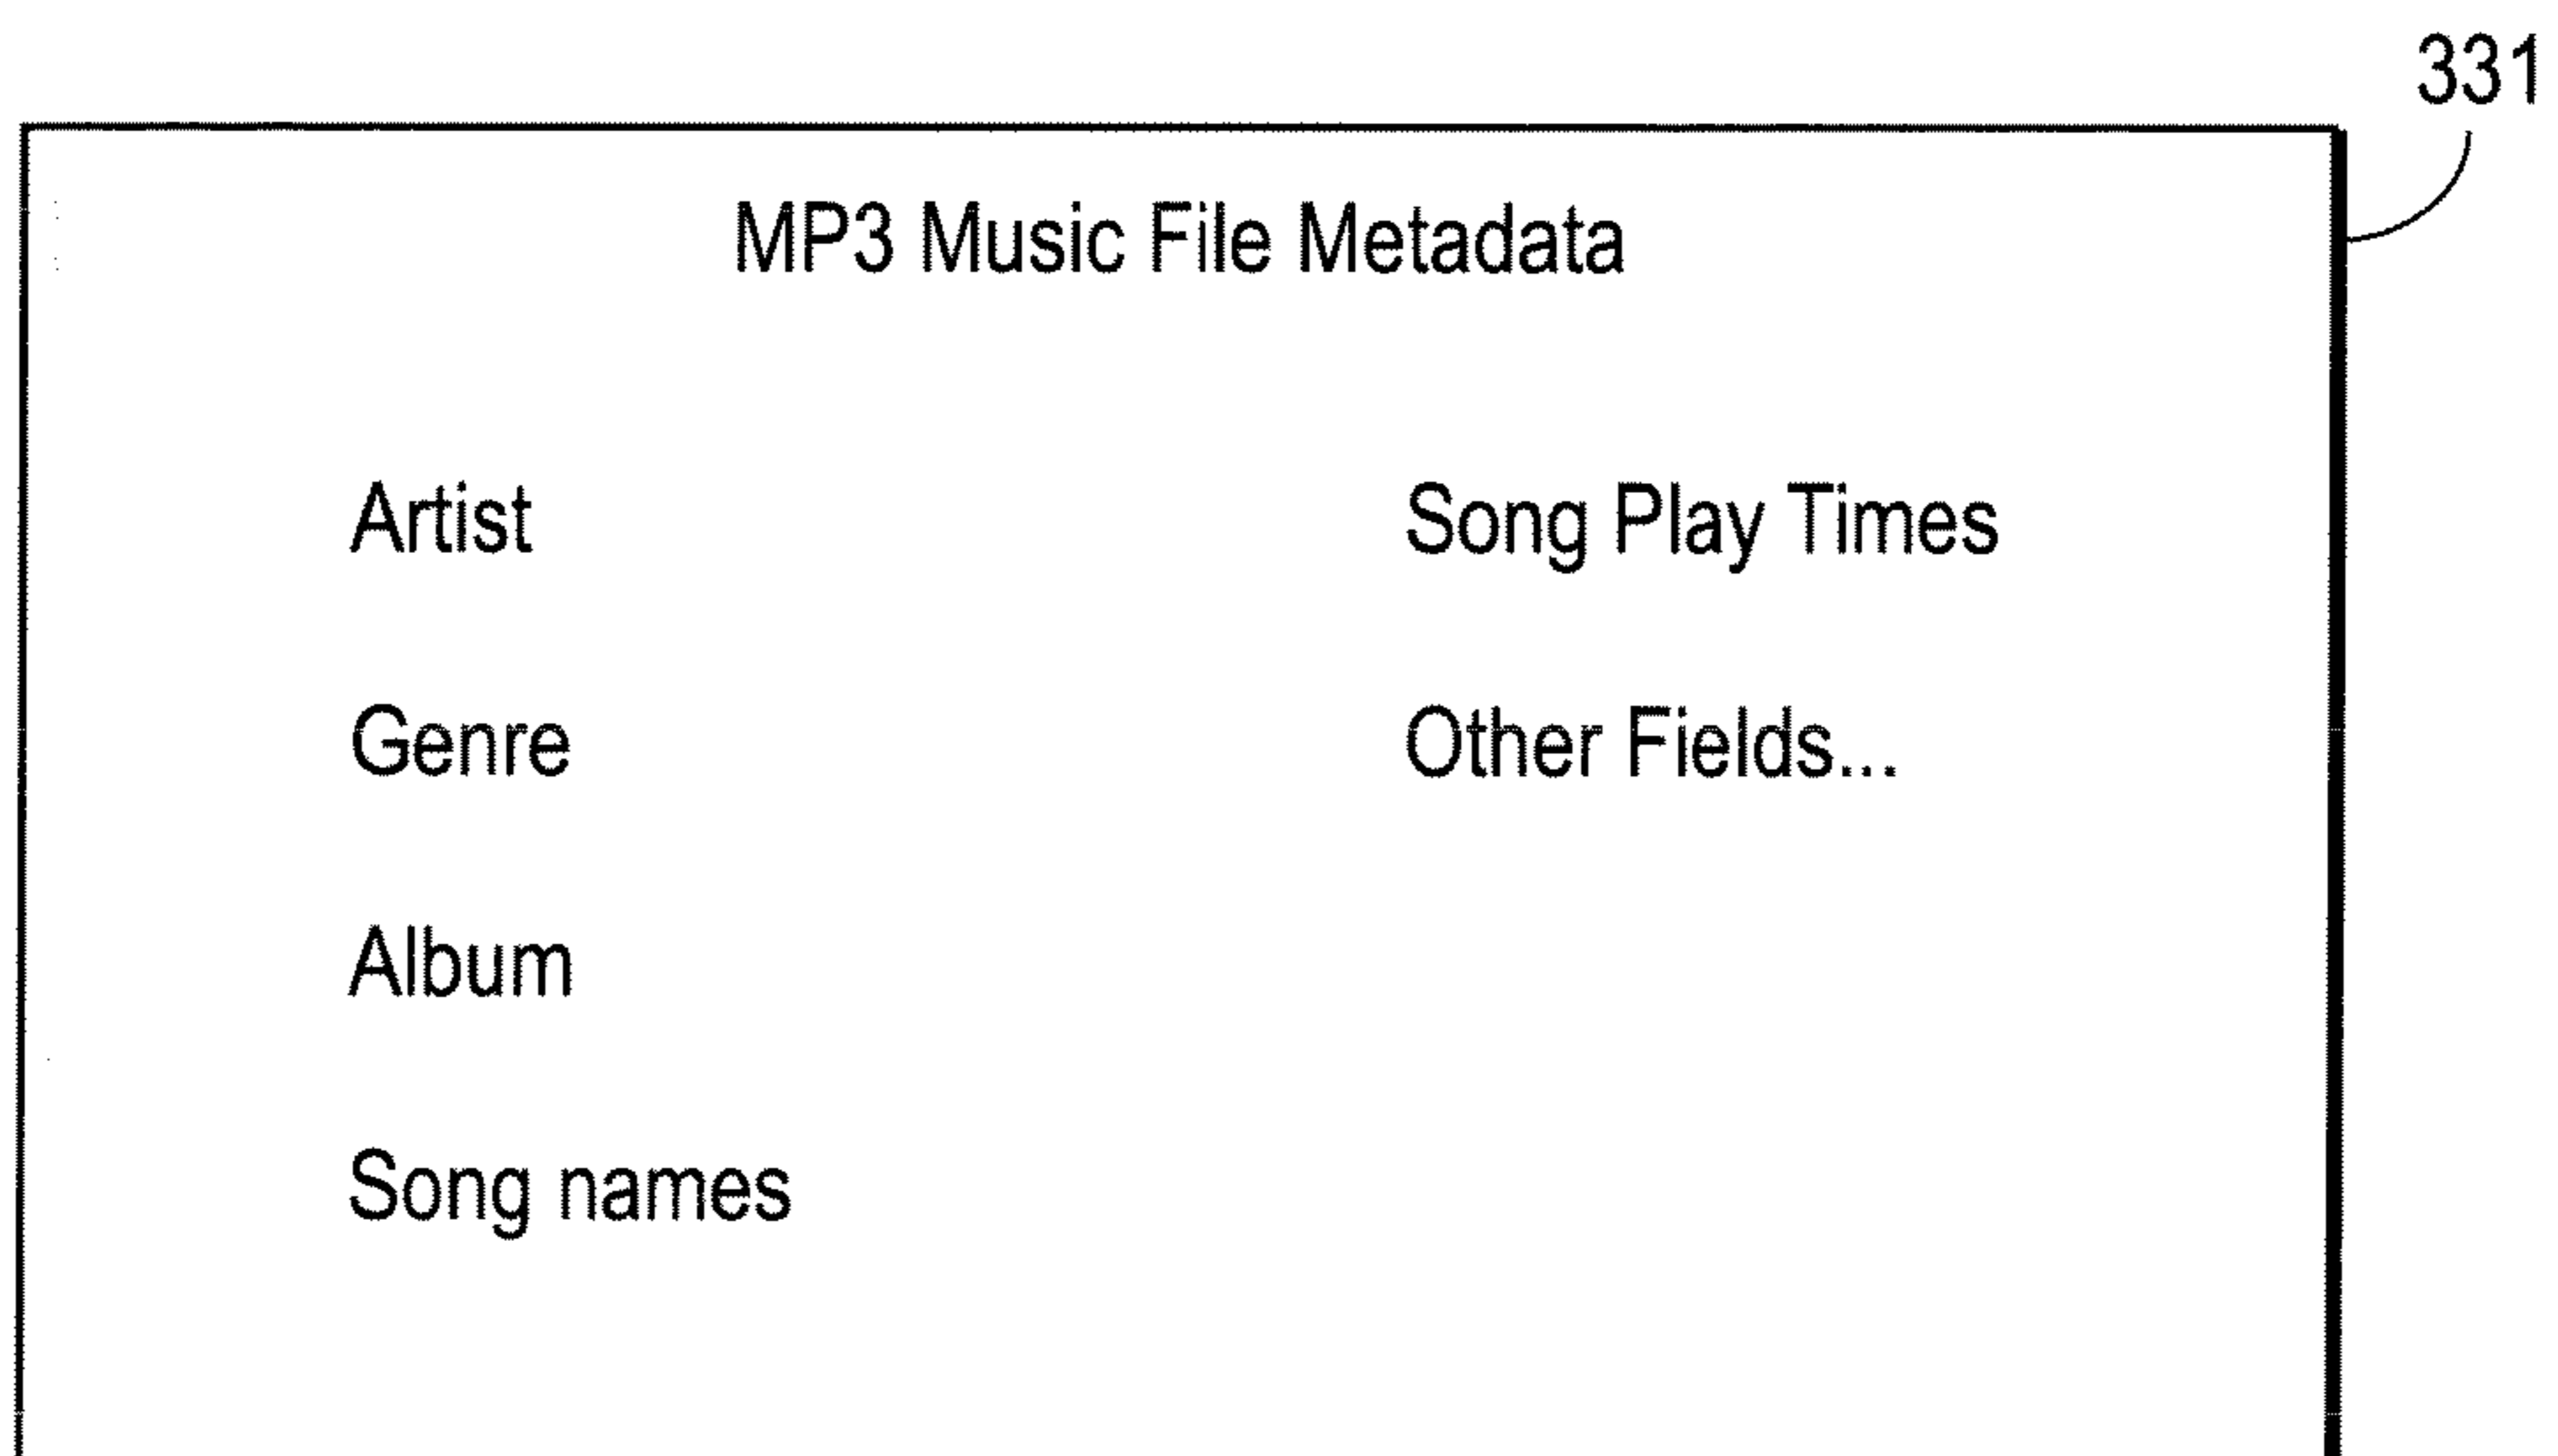 331
MP3 Music File Metadata
Artist
Song Play Times
Genre
Other Fields...
Album
Song names